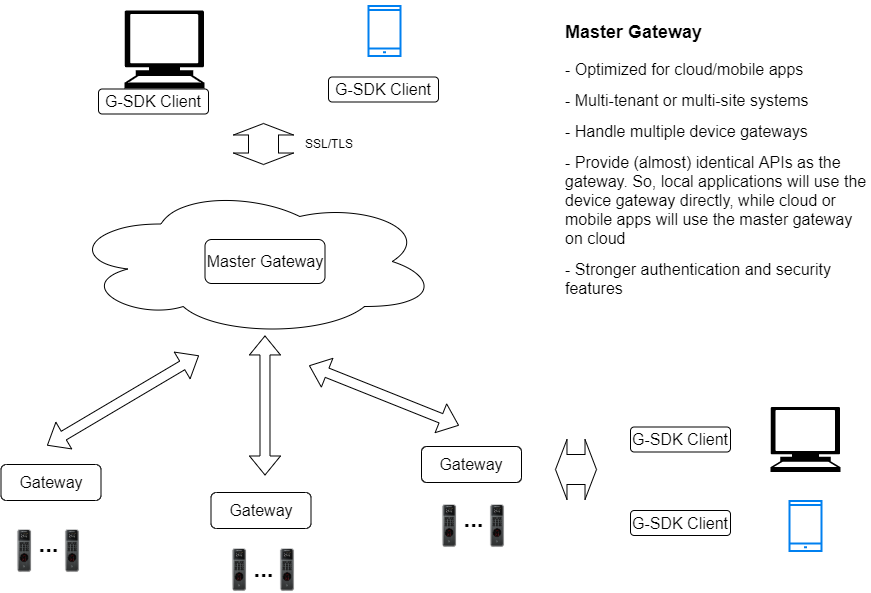 G-SDK Client
G-SDK Client
SSL/TLS
Master Gateway
Gateway
Gateway
Gateway
...
...
...
G-SDK Client
G-SDK Client
Master Gateway
- Optimized for cloud/mobile apps
- Multi-tenant or multi-site systems
- Handle multiple device gateways
- Provide (almost) identical APIs as the
gateway. So, local applications will use the
device gateway directly, while cloud or
mobile apps will use the master gateway
on cloud
- Stronger authentication and security
features